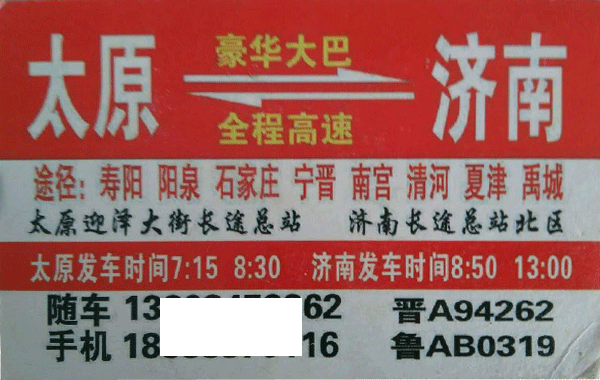 豪华大巴
太原 济南
全程高速
途径：寿阳 阳泉 石家庄 宁晋 南宫 清河 夏津 禹城
太原迎泽大街长途总站 济南长途总站北区
太原发车时间7:15 8:30 济南发车时间8:50 13:00
随车 晋A94262
手机 鲁AB0319